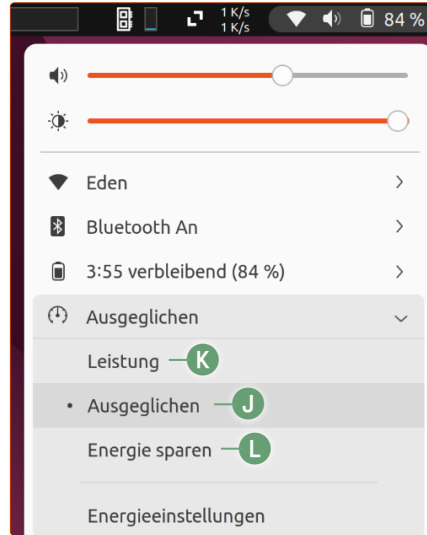 1 K/s
1 K/s
84 %
Eden
Bluetooth An
3:55 verbleibend (84 %)
Ausgeglichen
Leistung K
• Ausgeglichen J
Energie sparen L
Energieeinstellungen